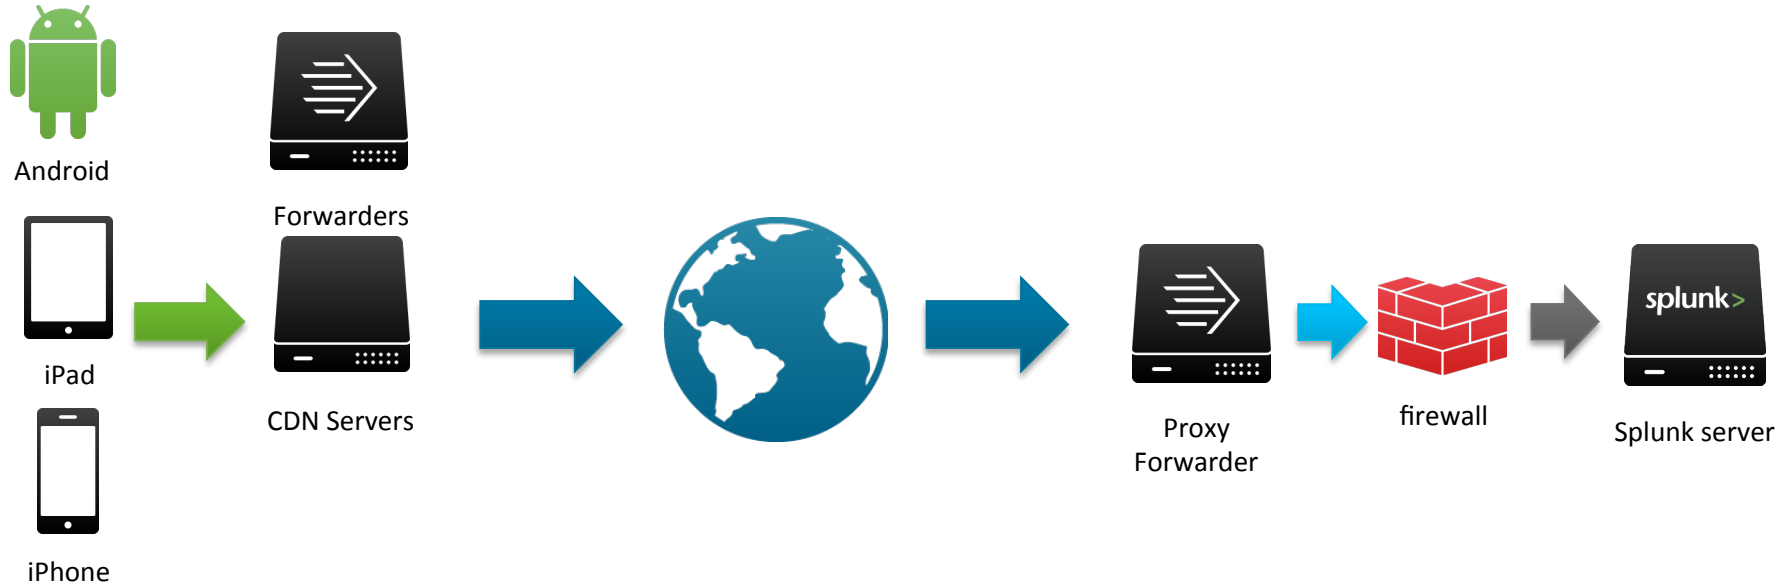 Android
Forwarders
iPad
CDN Servers
iPhone
Proxy
Forwarder
firewall
splunk>
Splunk server